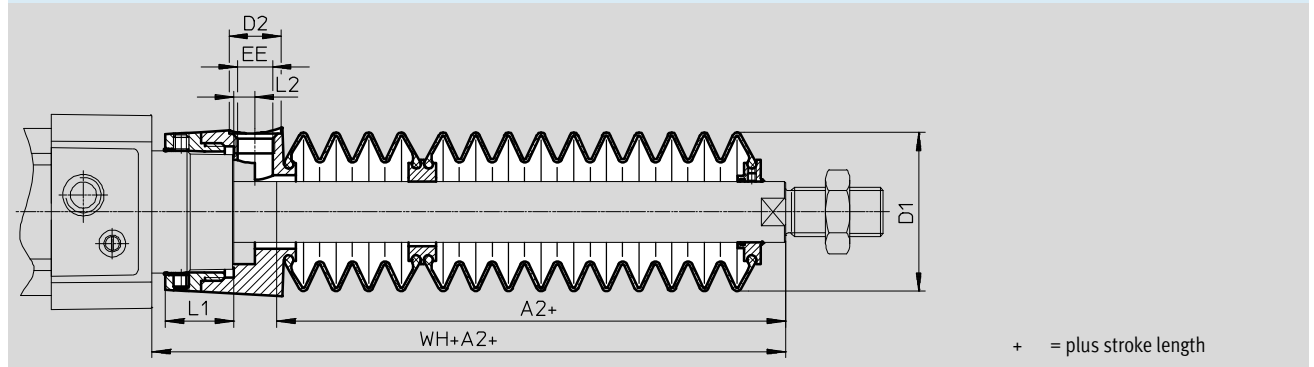 D2
EE
L2
D1
L1
A2+
WH+A2+
+ = plus stroke length